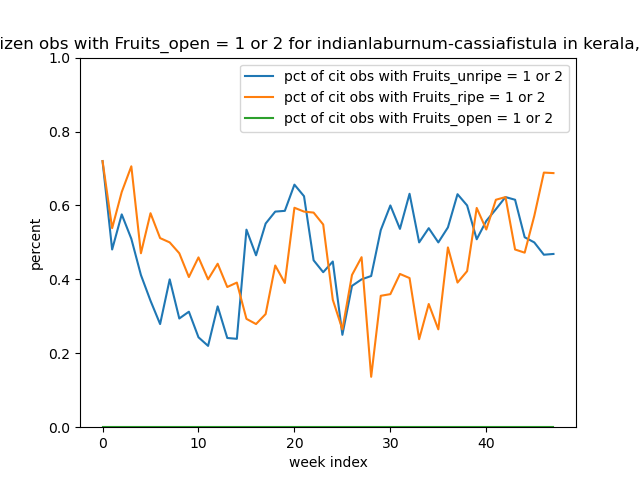 izen obs with Fruits_open = 1 or 2 for indianlaburnum-cassiafistula in kerala,
pct of cit obs with Fruits_unripe = 1 or 2
pct of cit obs with Fruits_ripe = 1 or 2
pct of cit obs with Fruits_open = 1 or 2
percent
1.0
0.8
0.6
0.4
0.2
0.0
0 10 20 30 40
week index